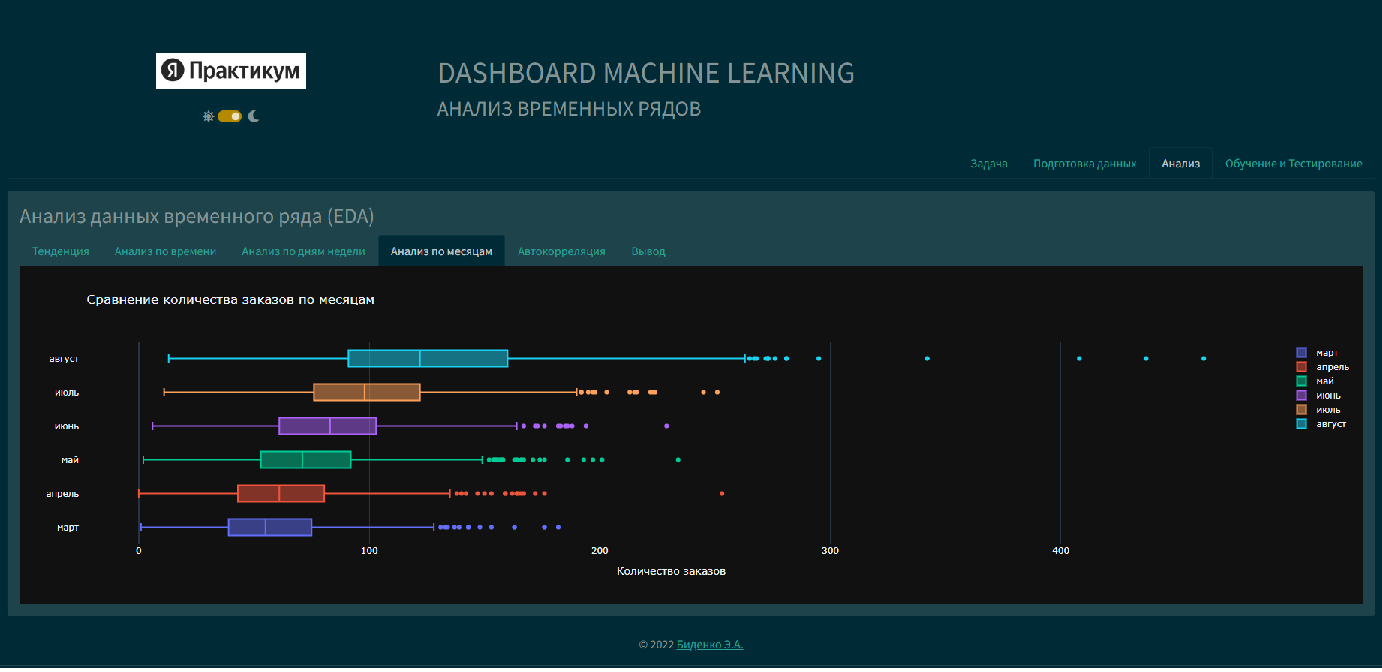 Я Практикум
DASHBOARD MACHINE LEARNING
АНАЛИЗ ВРЕМЕННЫХ РЯДОВ
Задача Подготовка данных Анализ Обучение и Тестирование
Анализ данных временного ряда (EDA)
Тенденция Анализ по времени Анализ по дням недели Анализ по месяцам Автокорреляция Вывод
Сравнение количества заказов по месяцам
август
июль
июнь
май
апрель
март
0 100 200 300 400
Количество заказов
март
апрель
май
июнь
июль
август
© 2022 Биденко Э.А.